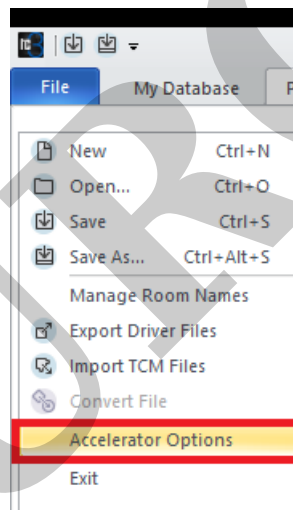 File My Database
New Ctrl+N
Open... Ctrl+O
Save Ctrl+S
Save As... Ctrl+Alt+S
Manage Room Names
Export Driver Files
Import TCM Files
Convert File
Accelerator Options
Exit